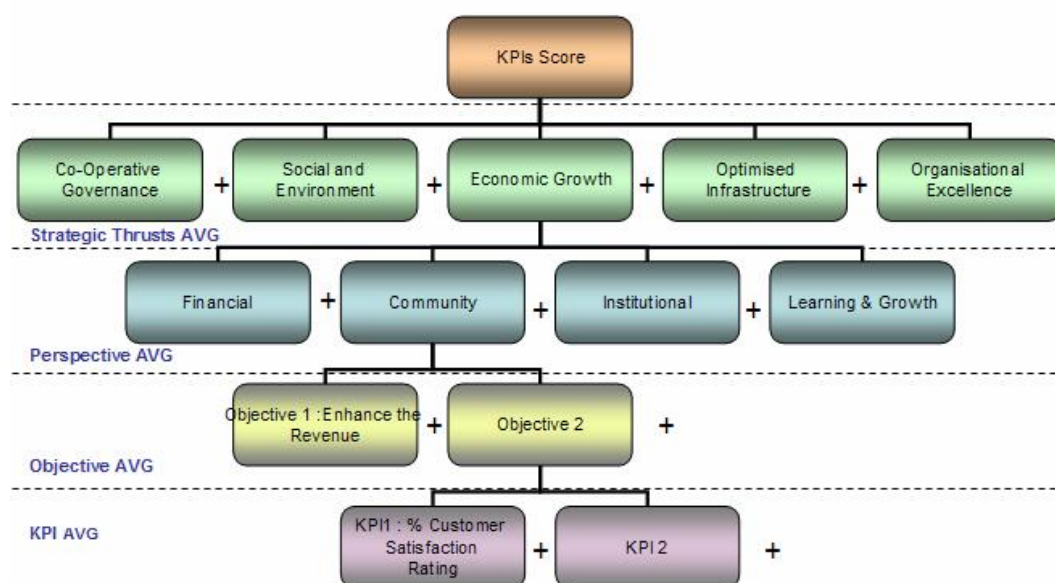 KPIs Score
Co-Operative
Governance
+
Social and
Environment
+
Economic Growth
+
Optimised
Infrastructure
+
Organisational
Excellence
Strategic Thrusts AVG
Financial
+
Community
+
Institutional
+
Learning & Growth
Perspective AVG
Objective 1 :Enhance the
Revenue
+
Objective 2
+
Objective AVG
KPI AVG
KPI1 : % Customer
Satisfaction
Rating
+
KPI 2
+